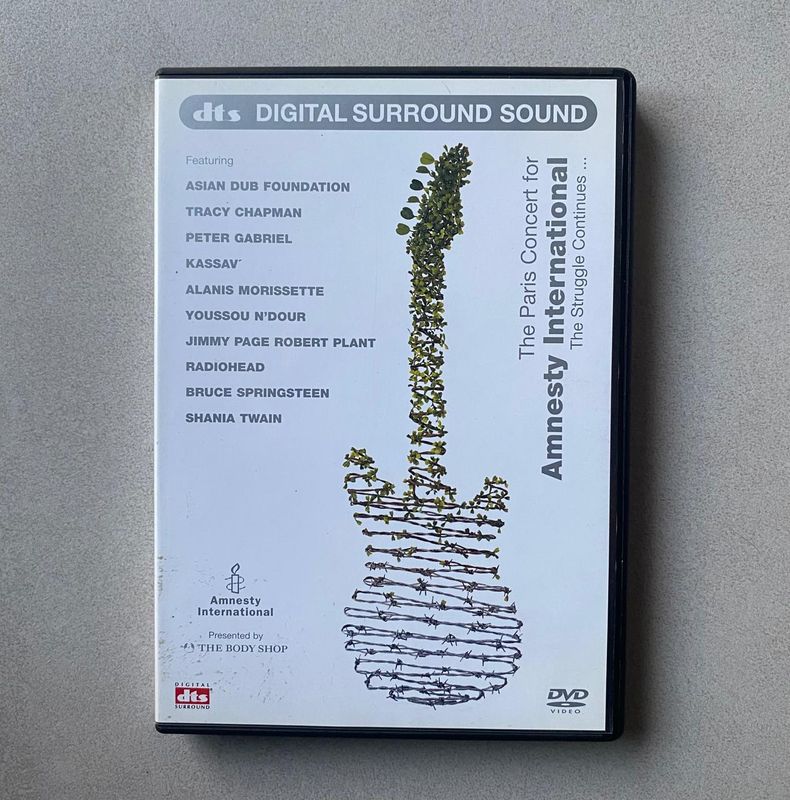 dts DIGITAL SURROUND SOUND
Featuring
ASIAN DUB FOUNDATION
TRACY CHAPMAN
PETER GABRIEL
KASSAV´
ALANIS MORISSETTE
YOUSSOU N'DOUR
JIMMY PAGE ROBERT PLANT
RADIOHEAD
BRUCE SPRINGSTEEN
SHANIA TWAIN
The Paris Concert for
Amnesty International
The Struggle Continues ...
Amnesty
International
Presented by
THE BODY SHOP
DIGITAL
dts
SURROUND
DVD
VIDEO